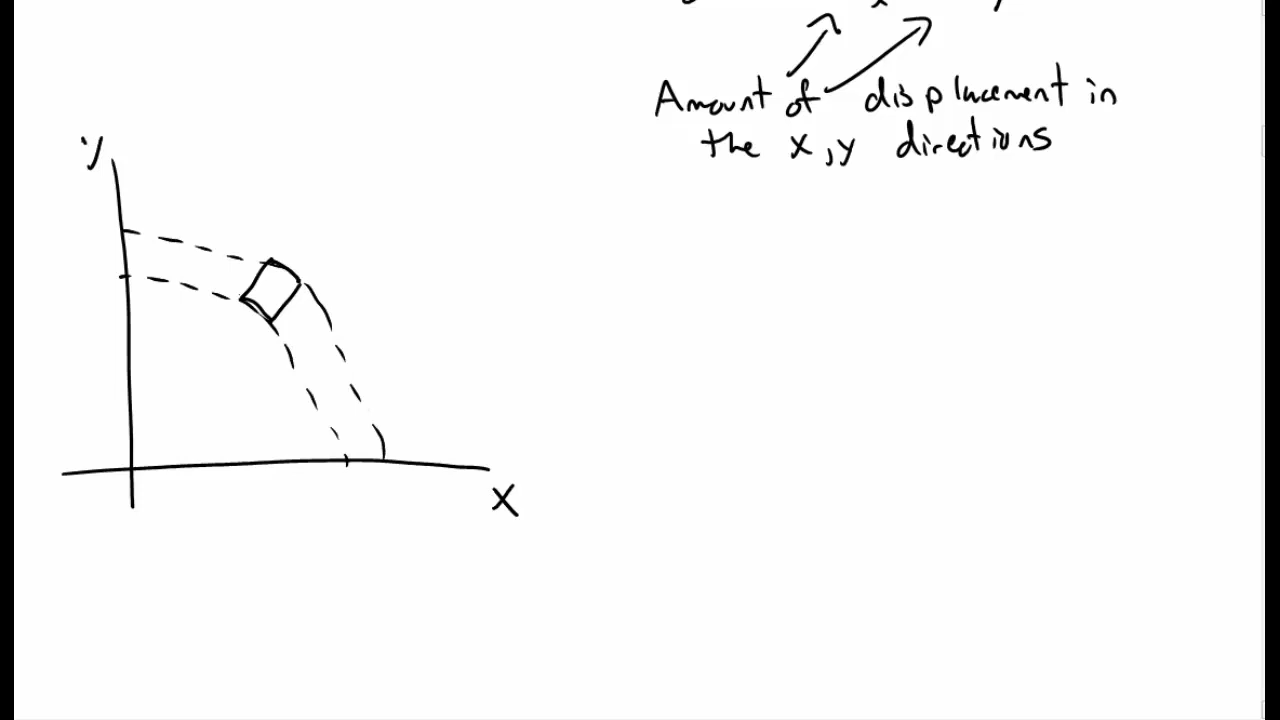 Amount of displacement in
the x,y directions
y
x